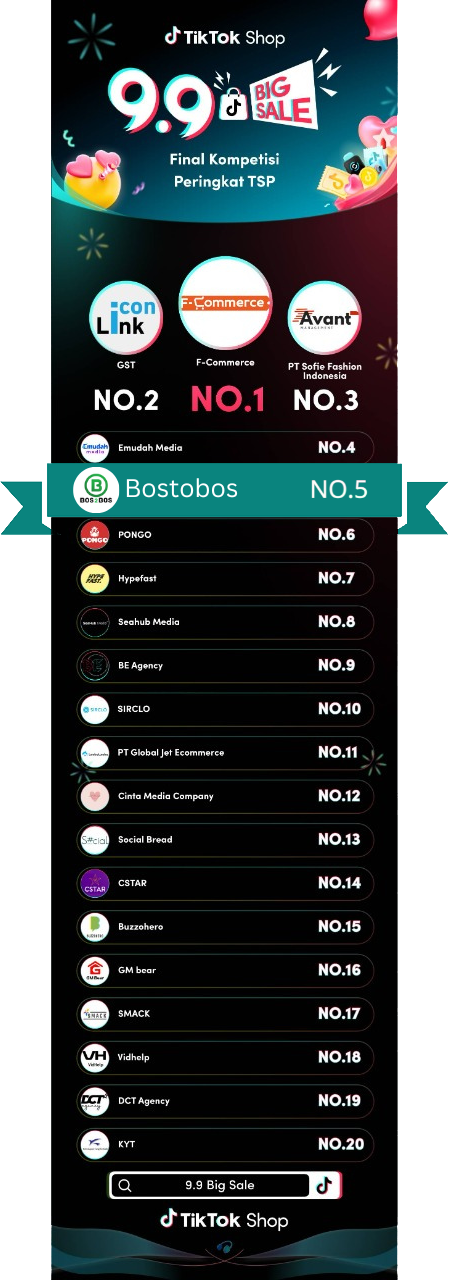 TikTok Shop
9.9 BIG
SALE
Final Kompetisi
Peringkat TSP
icon
Link
F-Commerce
Avant
MANAGEMENT
GST
F-Commerce
PT Sofie Fashion
Indonesia
NO.2
NO.1
NO.3
Emudah
media
Emudah Media
NO.4
BOS2BOS
Bostobos
NO.5
PONGO
PONGO
NO.6
HYPE
FAST.
Hypefast
NO.7
Seahub Media
NO.8
BE Agency
NO.9
SIRCLO
SIRCLO
NO.10
PT Global Jet Ecommerce
NO.11
Cinta Media Company
NO.12
S#cial
Social Bread
NO.13
CSTAR
CSTAR
NO.14
Buzzohero
NO.15
GM Bear
GM bear
NO.16
SMACK
SMACK
NO.17
VH
VidHelp
Vidhelp
NO.18
DCT
agency
DCT Agency
NO.19
KYT
NO.20
9.9 Big Sale
TikTok Shop